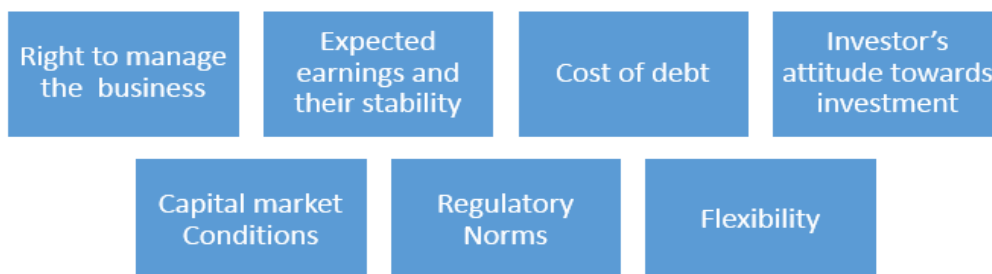 Right to manage
the business
Expected
earnings and
their stability
Cost of debt
Investor's
attitude towards
investment
Capital market
Conditions
Regulatory
Norms
Flexibility